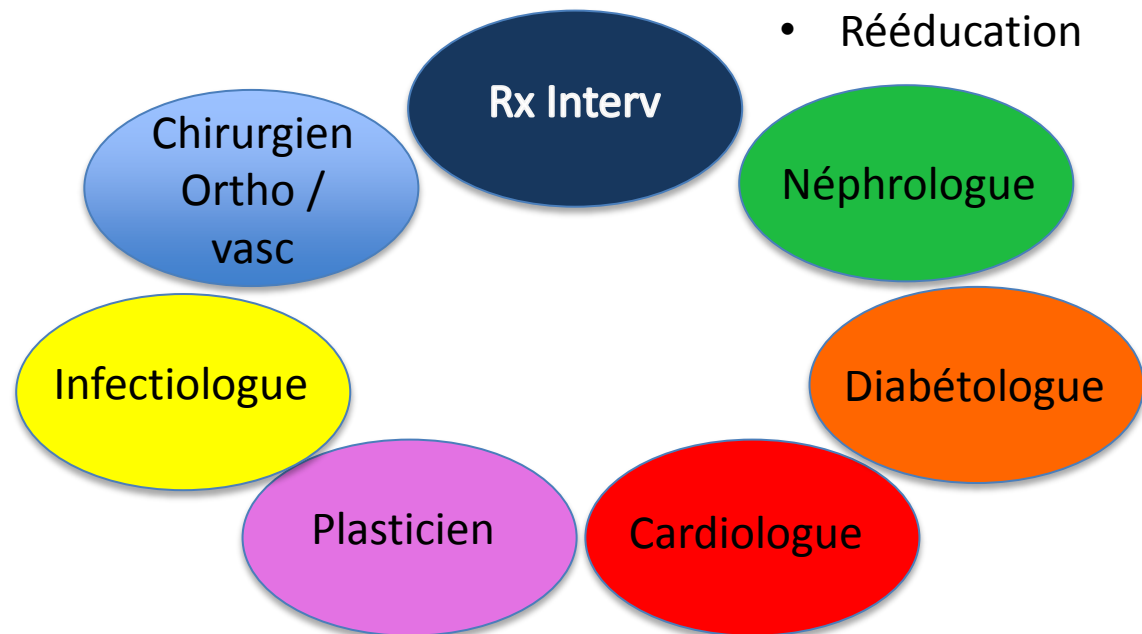 • Rééducation
Rx Interv
Chirurgien
Ortho /
vasc
Néphrologue
Infectiologue
Diabétologue
Plasticien
Cardiologue